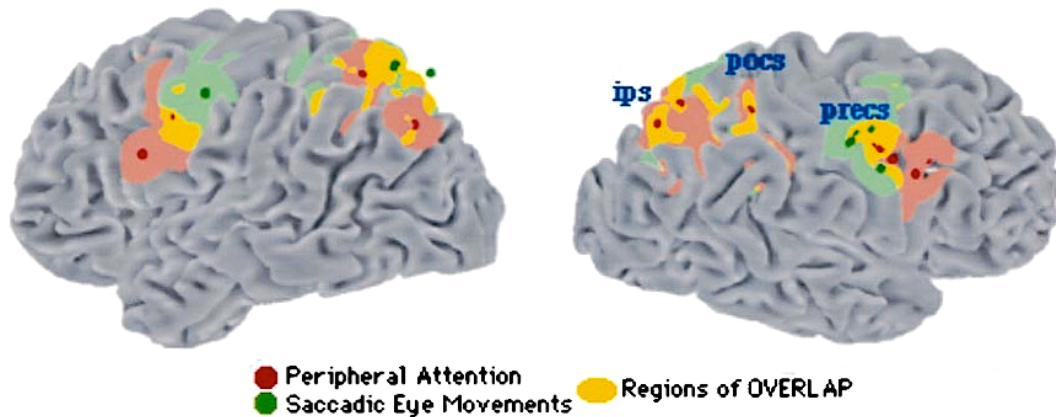 pocs
ips
precs
Peripheral Attention
Saccadic Eye Movements
Regions of OVERLAP